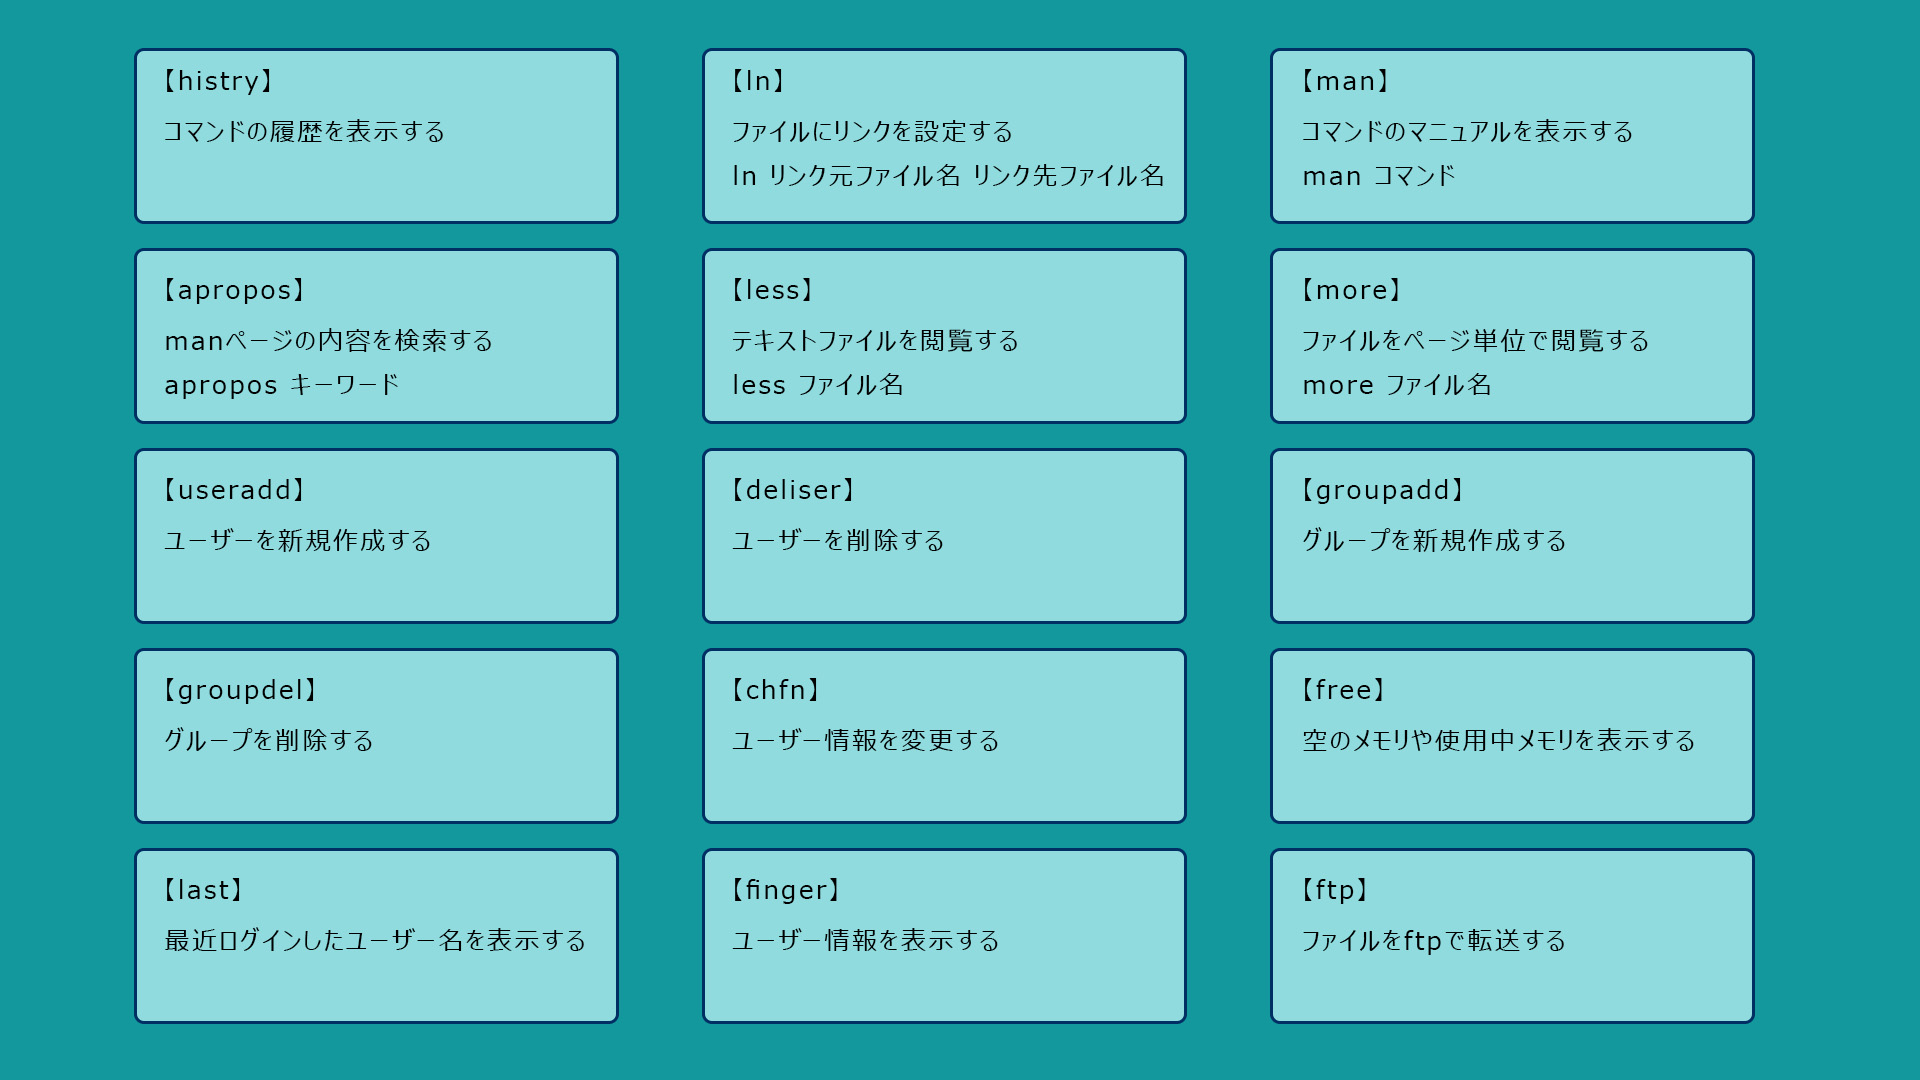 【histry】
コマンドの履歴を表示する
【ln】
ファイルにリンクを設定する
ln リンク元ファイル名 リンク先ファイル名
【man】
コマンドのマニュアルを表示する
man コマンド
【apropos】
manページの内容を検索する
apropos キーワード
【less】
テキストファイルを閲覧する
less ファイル名
【more】
ファイルをページ単位で閲覧する
more ファイル名
【useradd】
ユーザーを新規作成する
【deliser】
ユーザーを削除する
【groupadd】
グループを新規作成する
【groupdel】
グループを削除する
【chfn】
ユーザー情報を変更する
【free】
空のメモリや使用中メモリを表示する
【last】
最近ログインしたユーザー名を表示する
【finger】
ユーザー情報を表示する
【ftp】
ファイルをftpで転送する